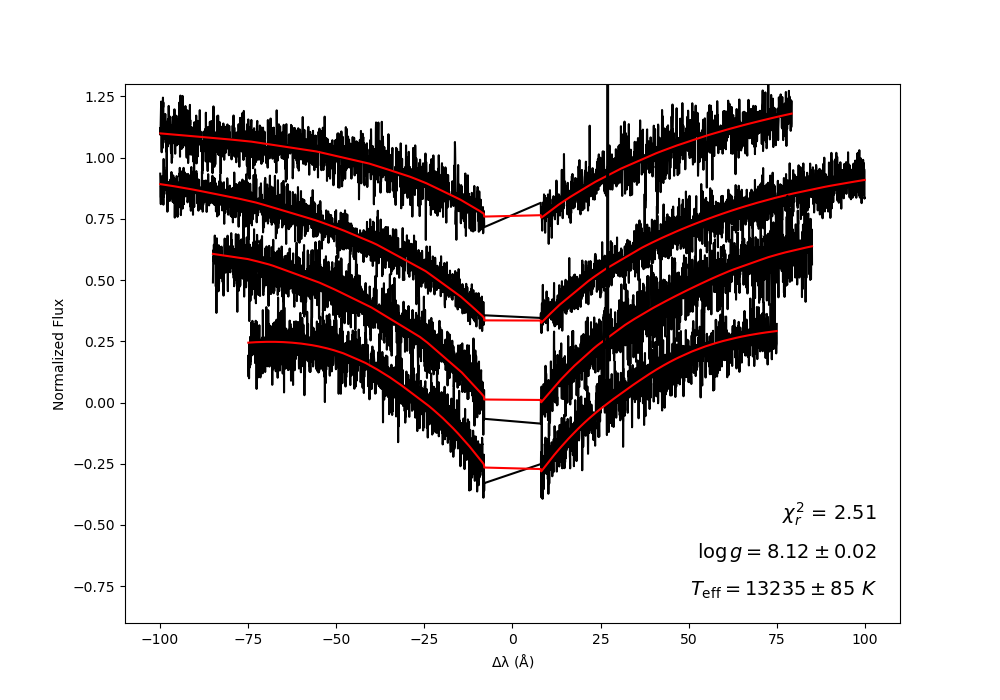 1.25
1.00
0.75
0.50
0.25
0.00
−0.25
−0.50
−0.75
Normalized Flux
χ²ᵣ = 2.51
log g = 8.12 ± 0.02
T_eff = 13235 ± 85 K
−100 −75 −50 −25 0 25 50 75 100
Δλ (Å)